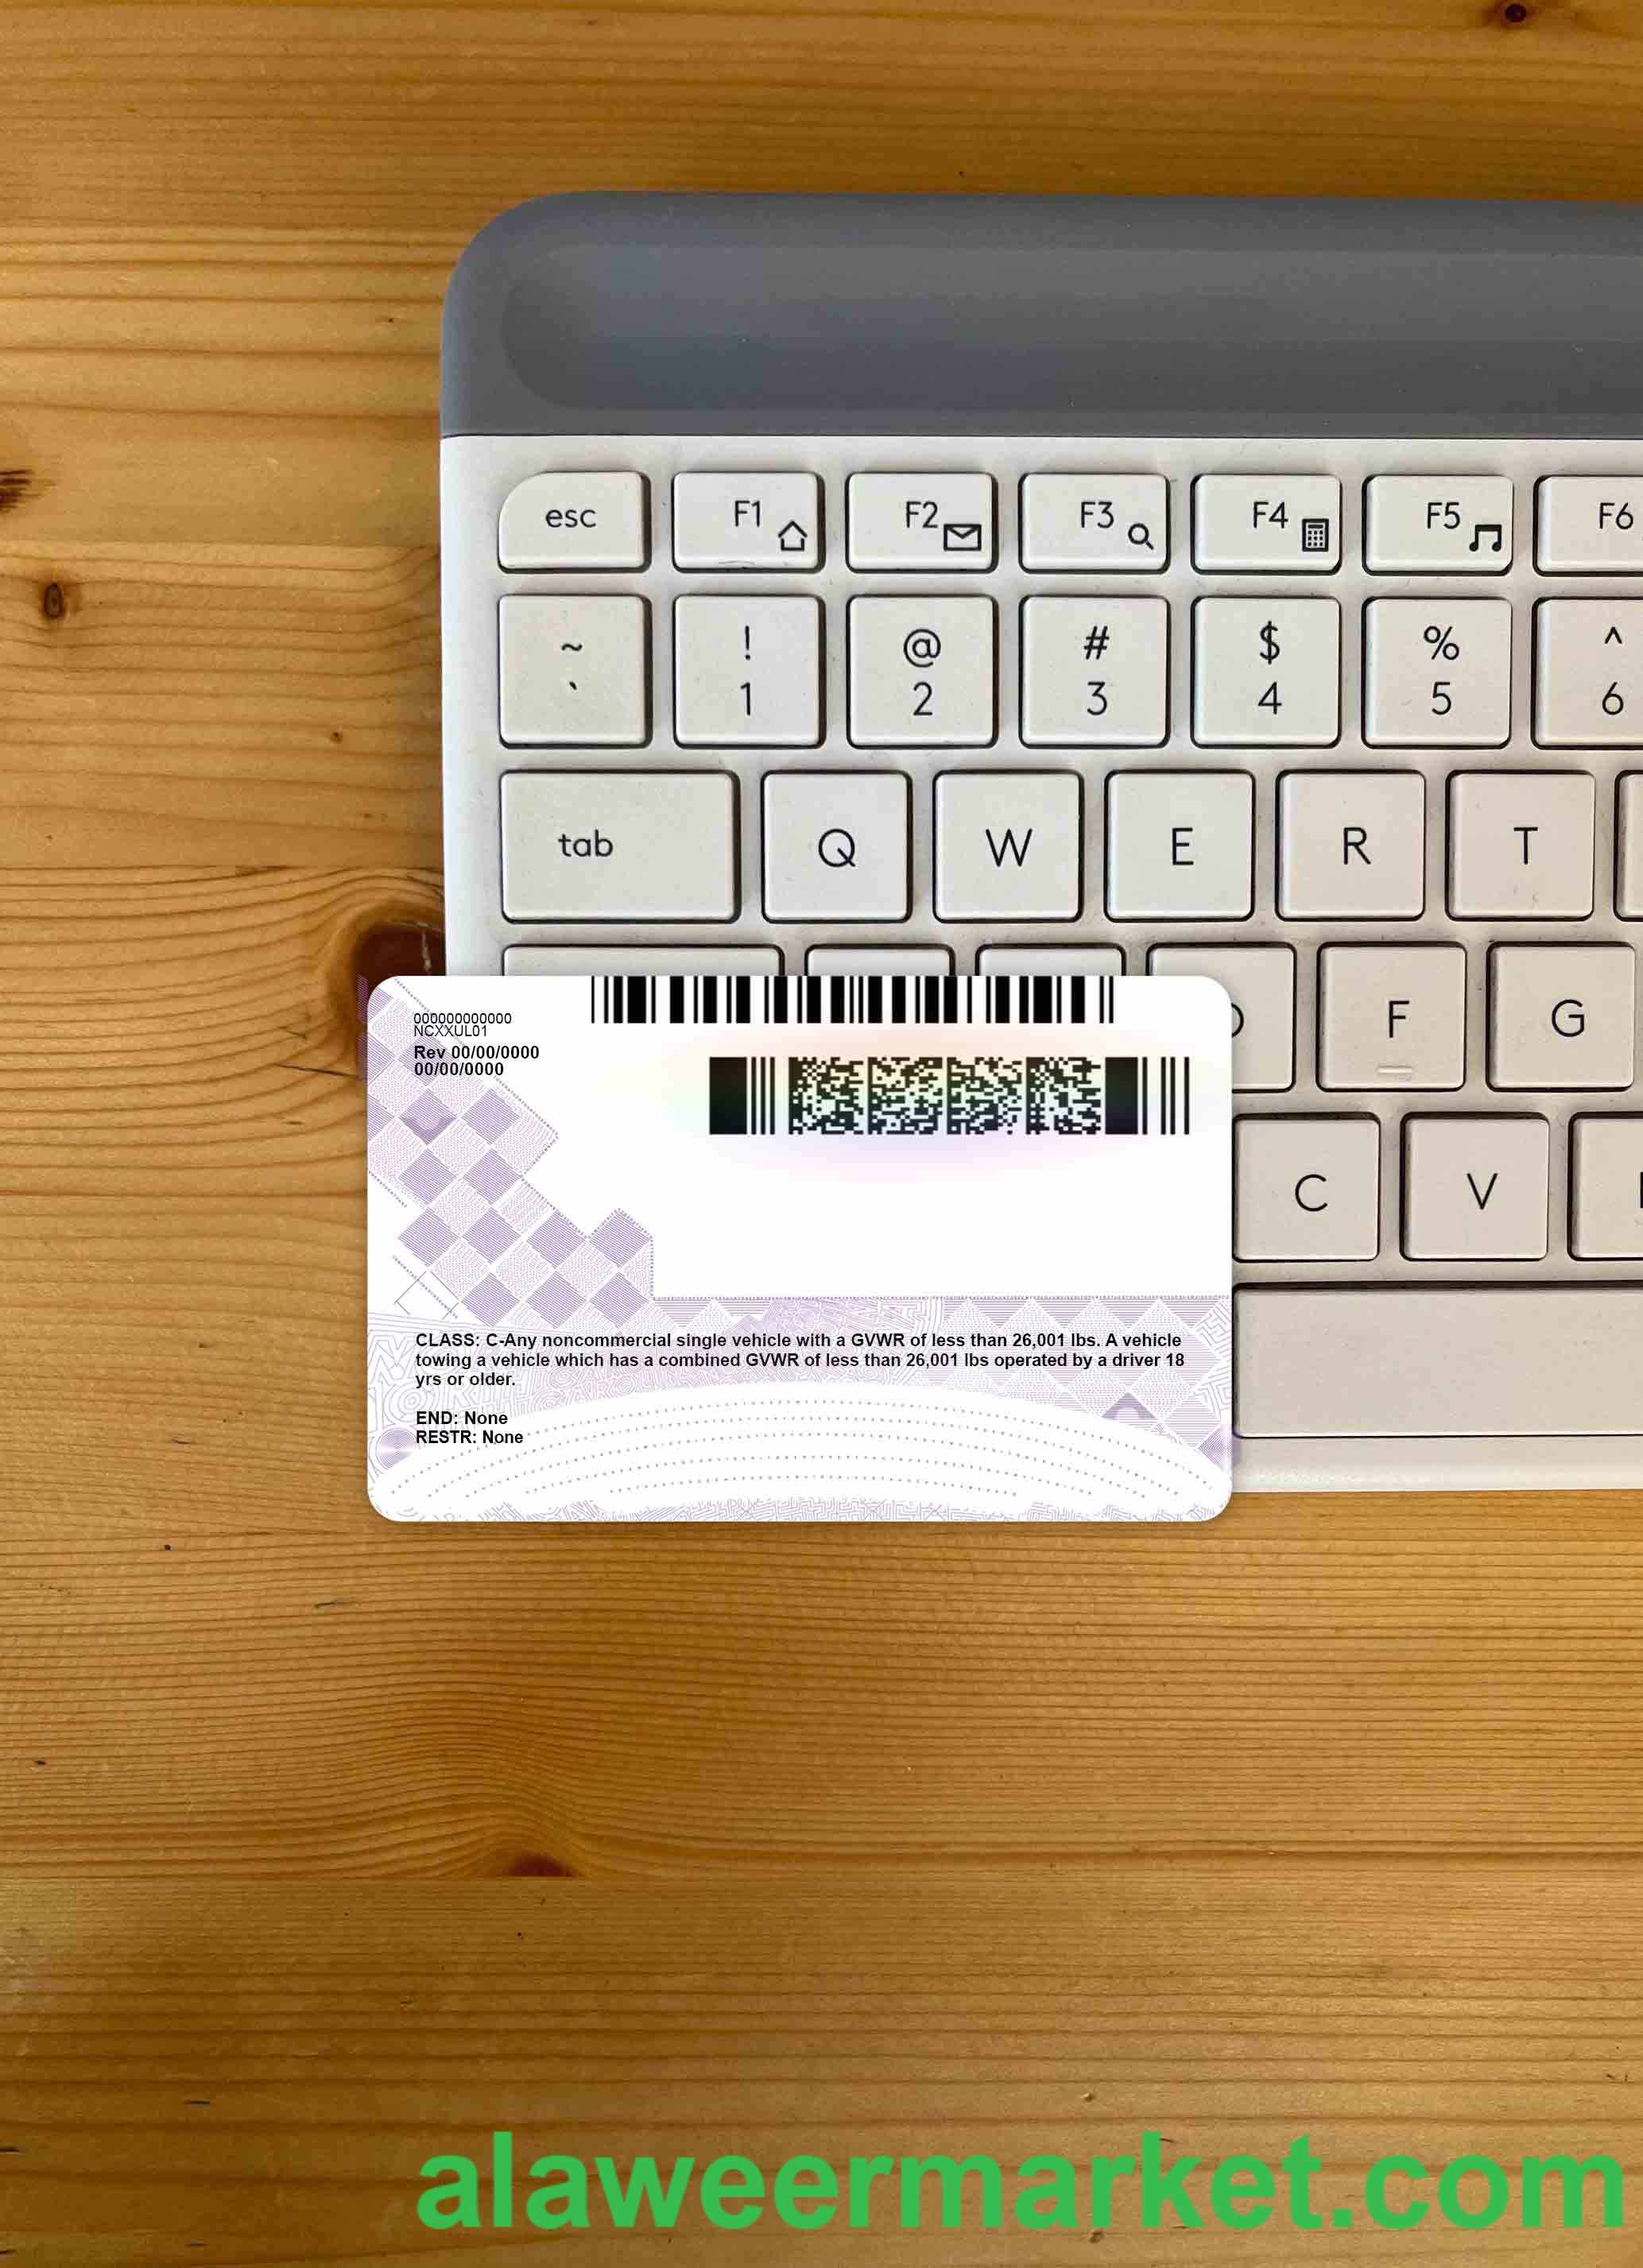 esc F1 F2 F3 F4 F5 F6
~ ! @ # $ % ^
` 1 2 3 4 5 6
tab Q W E R T
F G
C V
000000000000
NCXXUL01
Rev 00/00/0000
00/00/0000
CLASS: C-Any noncommercial single vehicle with a GVWR of less than 26,001 lbs. A vehicle
towing a vehicle which has a combined GVWR of less than 26,001 lbs operated by a driver 18
yrs or older.
END: None
RESTR: None
alaweermarket.com